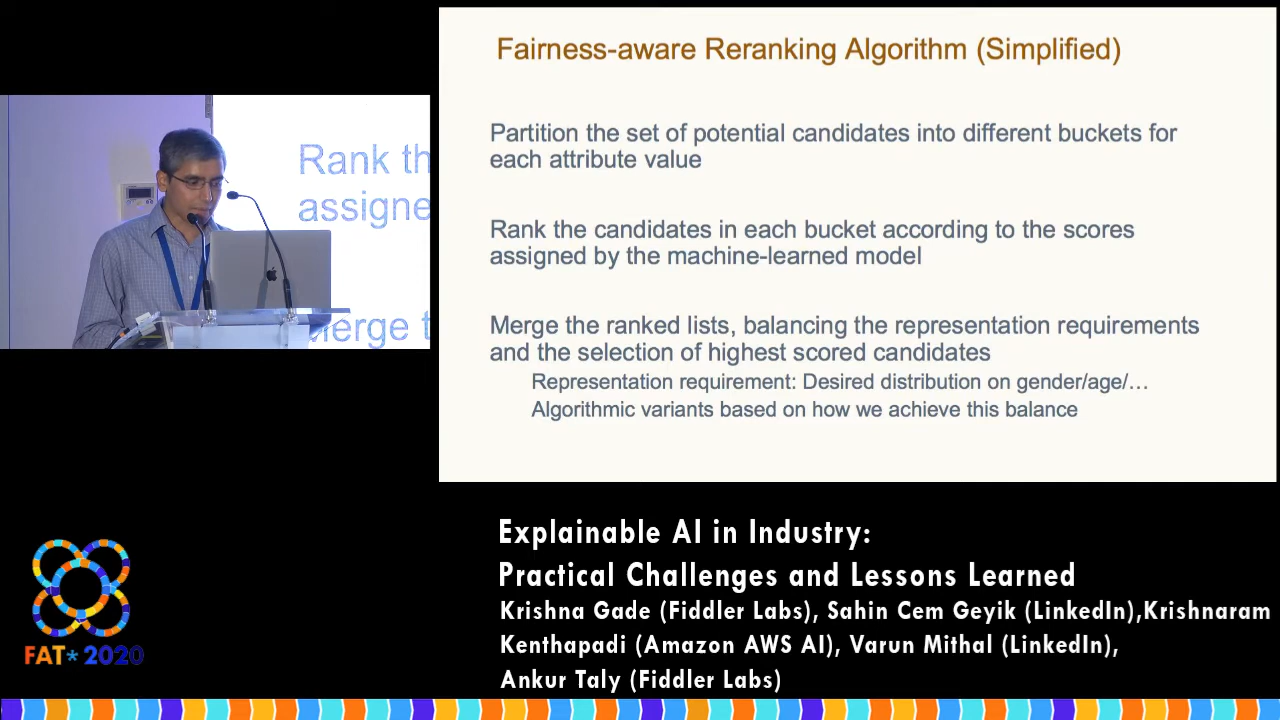 Fairness-aware Reranking Algorithm (Simplified)
Partition the set of potential candidates into different buckets for
each attribute value
Rank the candidates in each bucket according to the scores
assigned by the machine-learned model
Merge the ranked lists, balancing the representation requirements
and the selection of highest scored candidates
Representation requirement: Desired distribution on gender/age/…
Algorithmic variants based on how we achieve this balance
Rank th
assigne
Merge t
Explainable AI in Industry:
Practical Challenges and Lessons Learned
Krishna Gade (Fiddler Labs), Sahin Cem Geyik (LinkedIn),Krishnaram
Kenthapadi (Amazon AWS AI), Varun Mithal (LinkedIn),
Ankur Taly (Fiddler Labs)
FAT* 2020